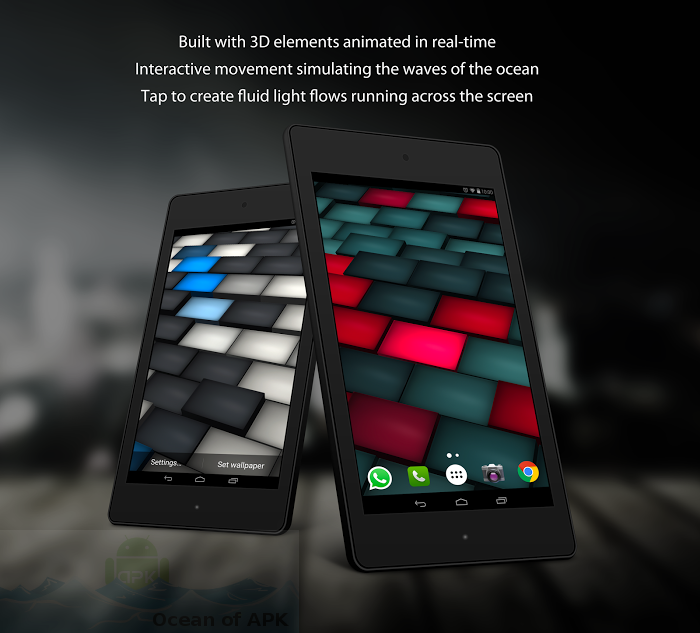 Built with 3D elements animated in real-time
Interactive movement simulating the waves of the ocean
Tap to create fluid light flows running across the screen
Settings...
Set wallpaper
APK
Ocean of APK